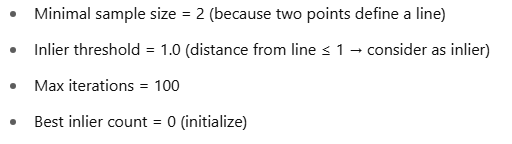 • Minimal sample size = 2 (because two points define a line)
• Inlier threshold = 1.0 (distance from line ≤ 1 → consider as inlier)
• Max iterations = 100
• Best inlier count = 0 (initialize)